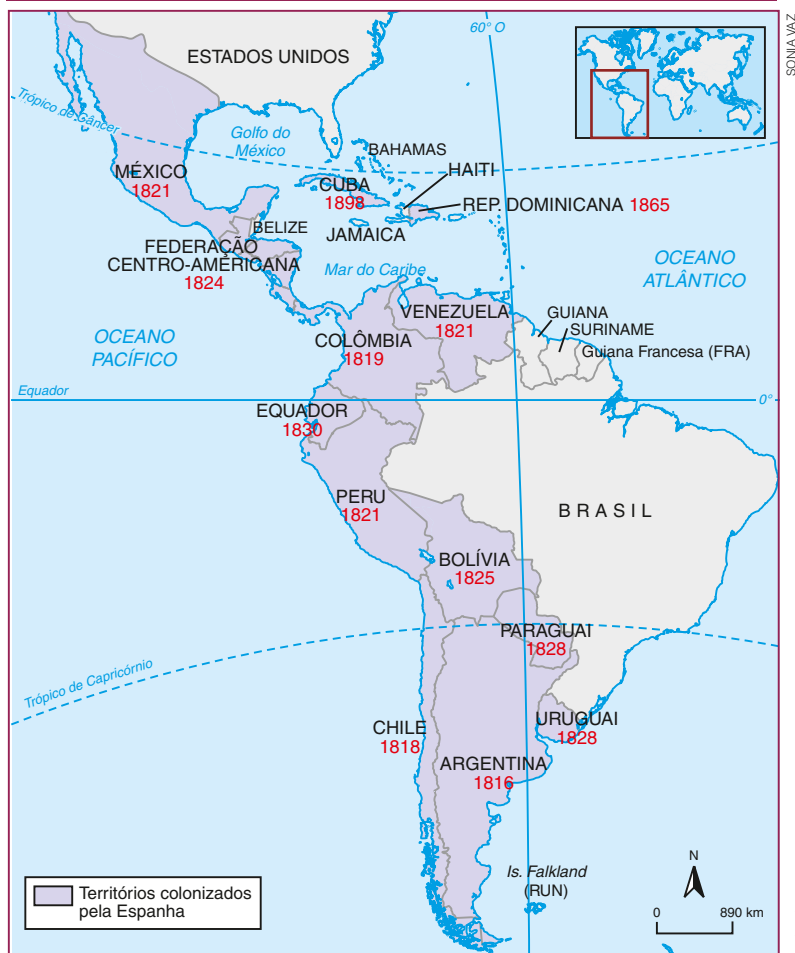 SONIA VAZ
60° O
ESTADOS UNIDOS
Trópico de Câncer
Golfo do
México
BAHAMAS
MÉXICO
1821
CUBA
1898
HAITI
REP. DOMINICANA 1865
JAMAICA
BELIZE
FEDERAÇÃO
CENTRO-AMERICANA
1824
Mar do Caribe
OCEANO
ATLÂNTICO
OCEANO
PACÍFICO
VENEZUELA
1821
GUIANA
SURINAME
Guiana Francesa (FRA)
COLÔMBIA
1819
Equador
0°
EQUADOR
1830
PERU
1821
BRASIL
BOLÍVIA
1825
PARAGUAI
1828
Trópico de Capricórnio
CHILE
1818
URUGUAI
1828
ARGENTINA
1816
Is. Falkland
(RUN)
N
0 890 km
Territórios colonizados
pela Espanha